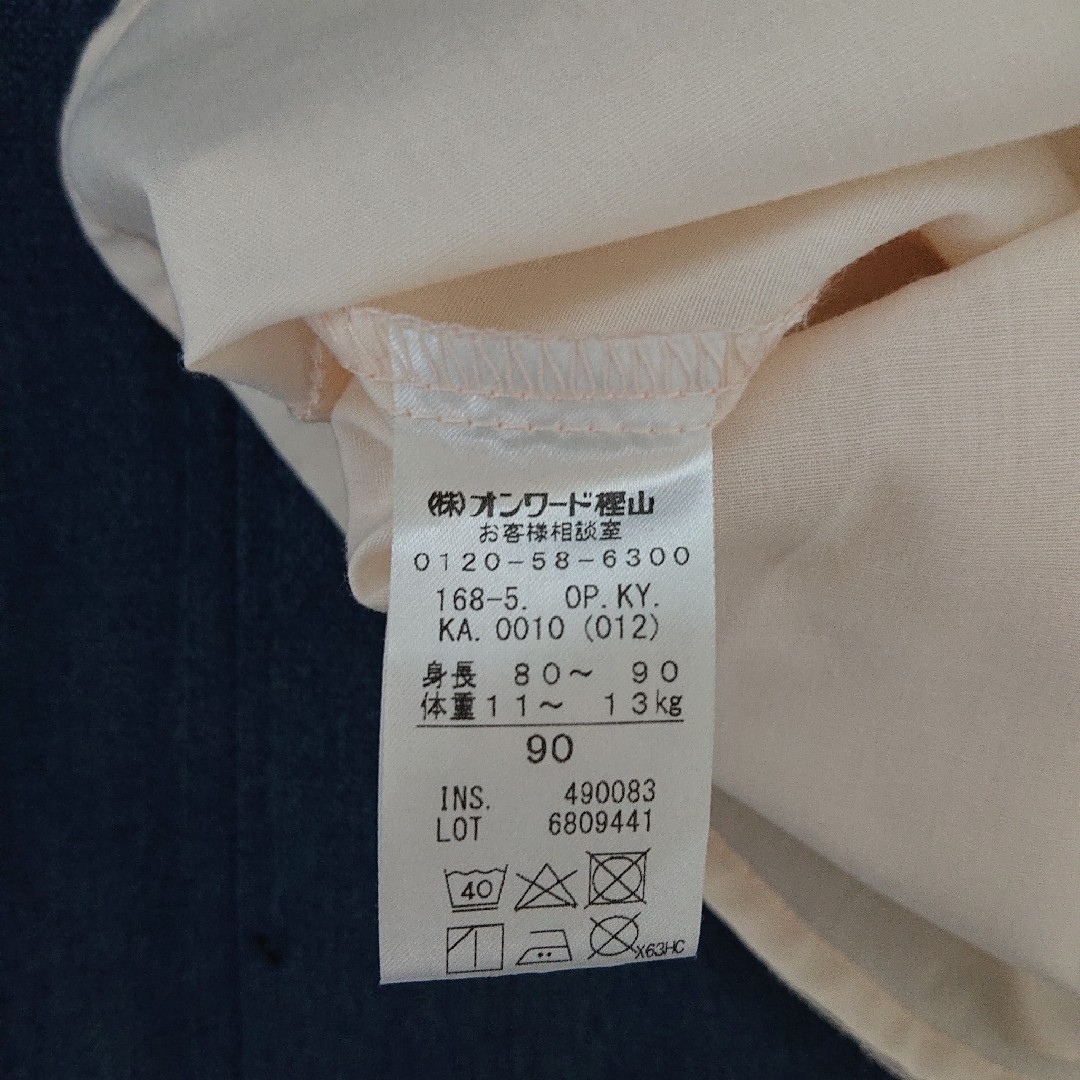 (株)オンワード樫山
お客様相談室
0120-58-6300
168-5. OP.KY.
KA.0010 (012)
身長 80〜 90
体重11〜 13kg
90
INS. 490083
LOT 6809441
40
X63HC